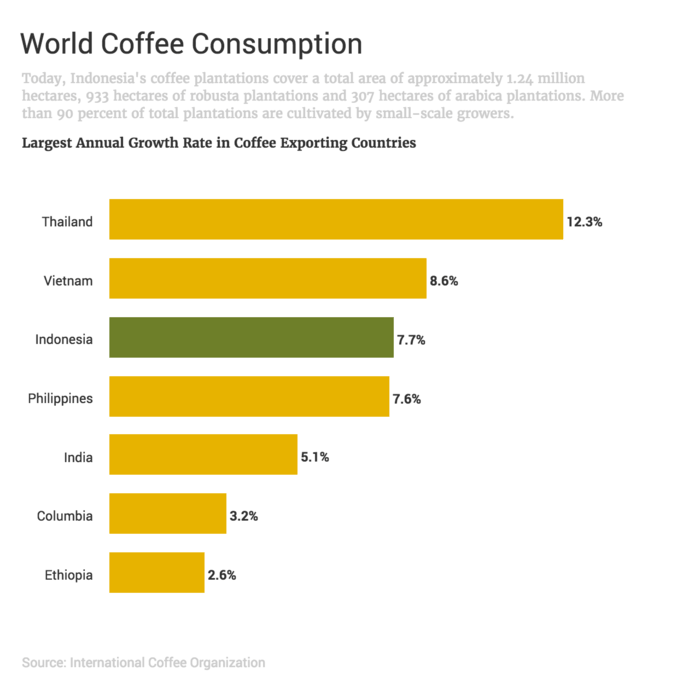 World Coffee Consumption
Today, Indonesia's coffee plantations cover a total area of approximately 1.24 million
hectares, 933 hectares of robusta plantations and 307 hectares of arabica plantations. More
than 90 percent of total plantations are cultivated by small-scale growers.
Largest Annual Growth Rate in Coffee Exporting Countries
Thailand 12.3%
Vietnam 8.6%
Indonesia 7.7%
Philippines 7.6%
India 5.1%
Columbia 3.2%
Ethiopia 2.6%
Source: International Coffee Organization